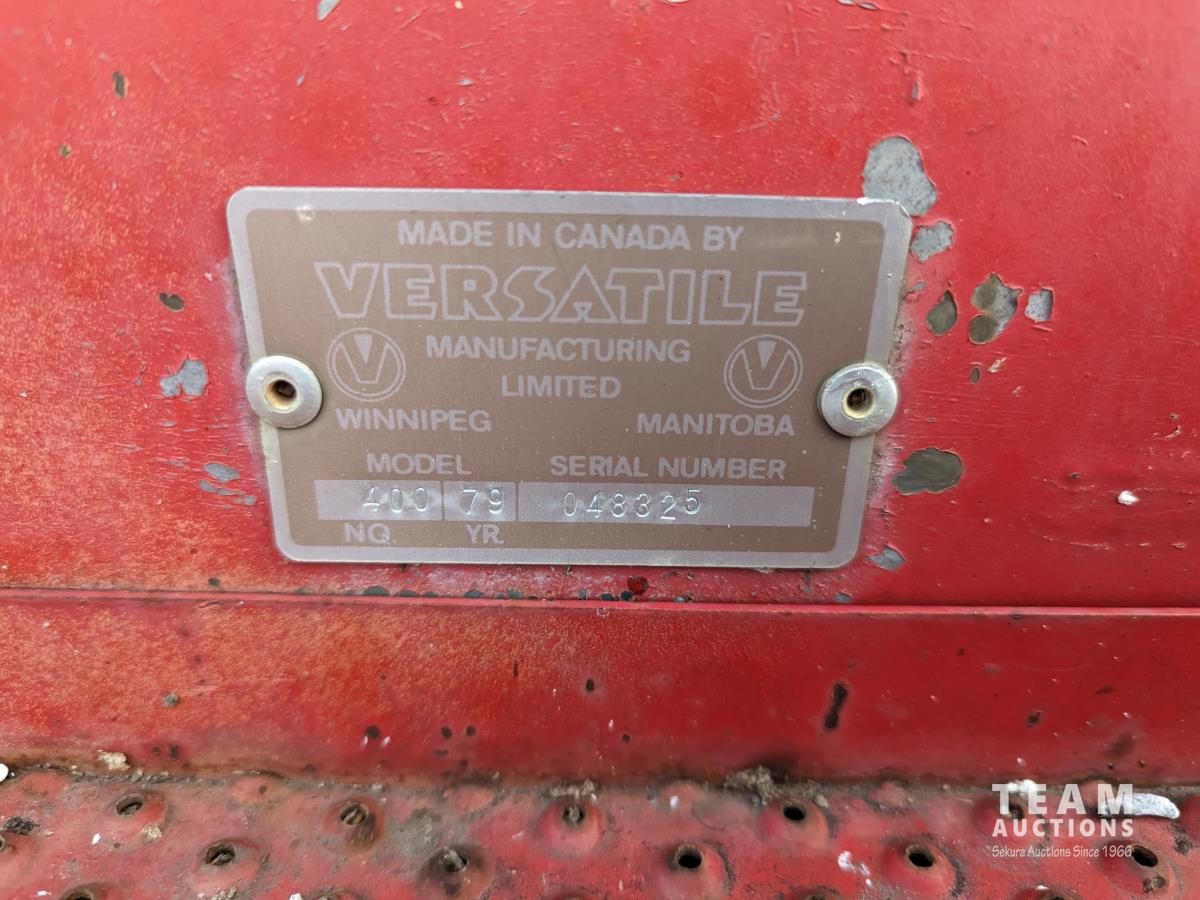 MADE IN CANADA BY
VERSATILE
V MANUFACTURING V
LIMITED
WINNIPEG MANITOBA
MODEL SERIAL NUMBER
400 79 048325
NO. YR.
TEAM
AUCTIONS
Sekura Auctions Since 1966